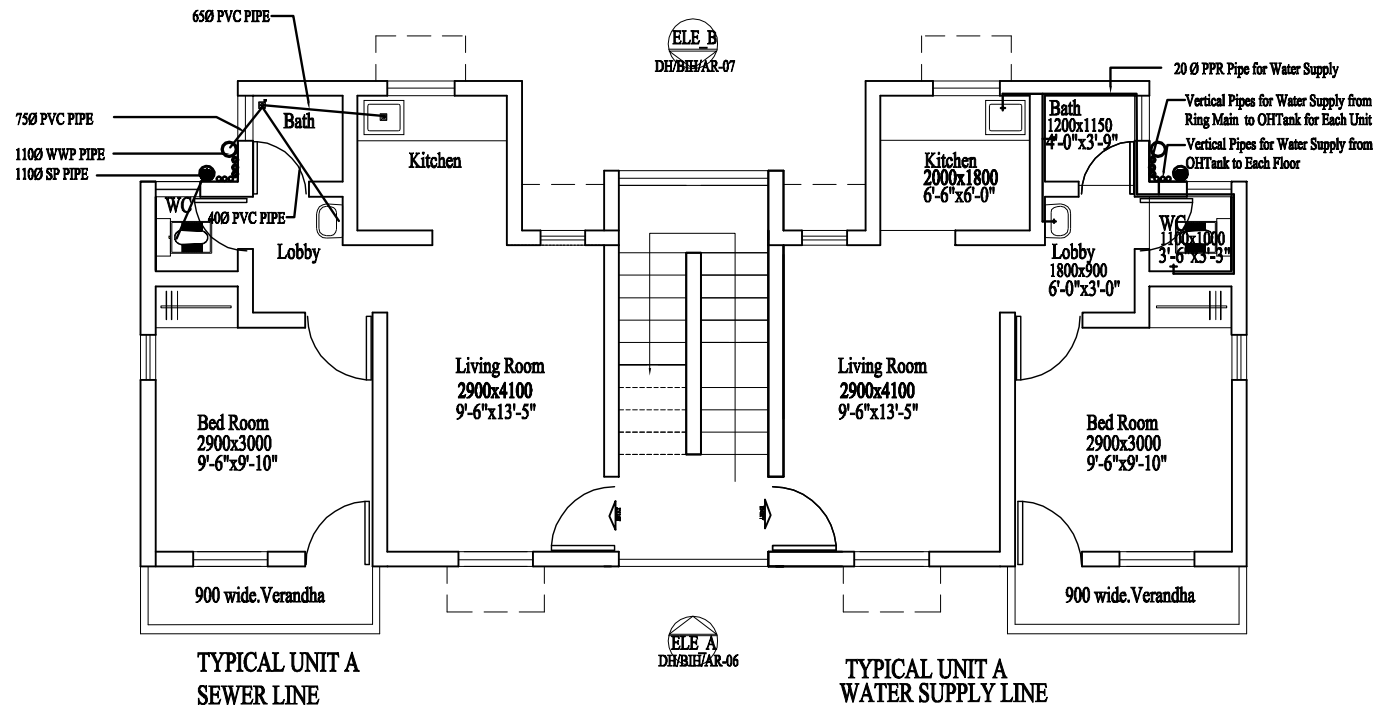 65Ø PVC PIPE
75Ø PVC PIPE
110Ø WWP PIPE
110Ø SP PIPE
40Ø PVC PIPE
Bath
Kitchen
WC
Lobby
Living Room
2900x4100
9'-6"x13'-5"
Bed Room
2900x3000
9'-6"x9'-10"
900 wide.Verandha
TYPICAL UNIT A
SEWER LINE
ELE_B
DH/BIH/AR-07
ELE_A
DH/BIH/AR-06
20 Ø PPR Pipe for Water Supply
Vertical Pipes for Water Supply from
Ring Main to OHTank for Each Unit
Vertical Pipes for Water Supply from
OHTank to Each Floor
Bath
1200x1150
4'-0"x3'-9"
Kitchen
2000x1800
6'-6"x6'-0"
WC
1100x1000
3'-6"x3'-3"
Lobby
1800x900
6'-0"x3'-0"
Living Room
2900x4100
9'-6"x13'-5"
Bed Room
2900x3000
9'-6"x9'-10"
900 wide.Verandha
TYPICAL UNIT A
WATER SUPPLY LINE